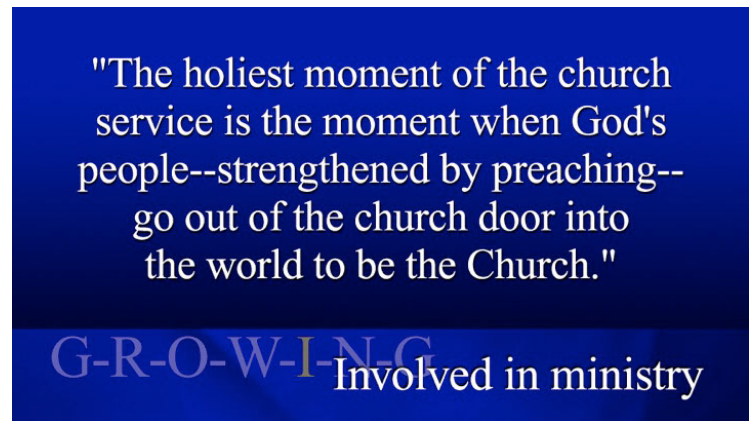 "The holiest moment of the church
service is the moment when God's
people--strengthened by preaching--
go out of the church door into
the world to be the Church."
G-R-O-W-I-N-G
Involved in ministry